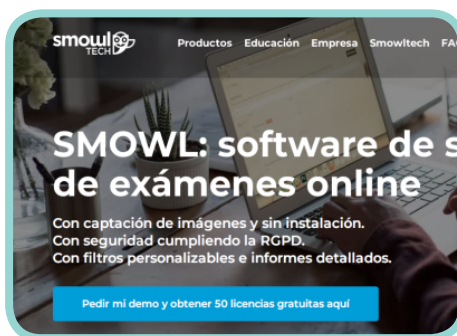 smowl
TECH
Productos Educación Empresa Smowltech FA
SMOWL: software de s
de exámenes online
Con captación de imágenes y sin instalación.
Con seguridad cumpliendo la RGPD.
Con filtros personalizables e informes detallados.
Pedir mi demo y obtener 50 licencias gratuitas aquí